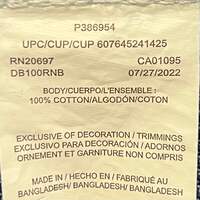 P386954
UPC/CUP/CUP 607645241425
RN20697 CA01095
DB100RNB 07/27/2022
BODY/CUERPO/L'ENSEMBLE :
100% COTTON/ALGODÓN/COTON
EXCLUSIVE OF DECORATION / TRIMMINGS
EXCLUSIVO PARA DECORACIÓN / ADORNOS
ORNEMENT ET GARNITURE NON COMPRIS
MADE IN / HECHO EN / FABRIQUÉ AU
BANGLADESH/ BANGLADESH/ BANGLADESH